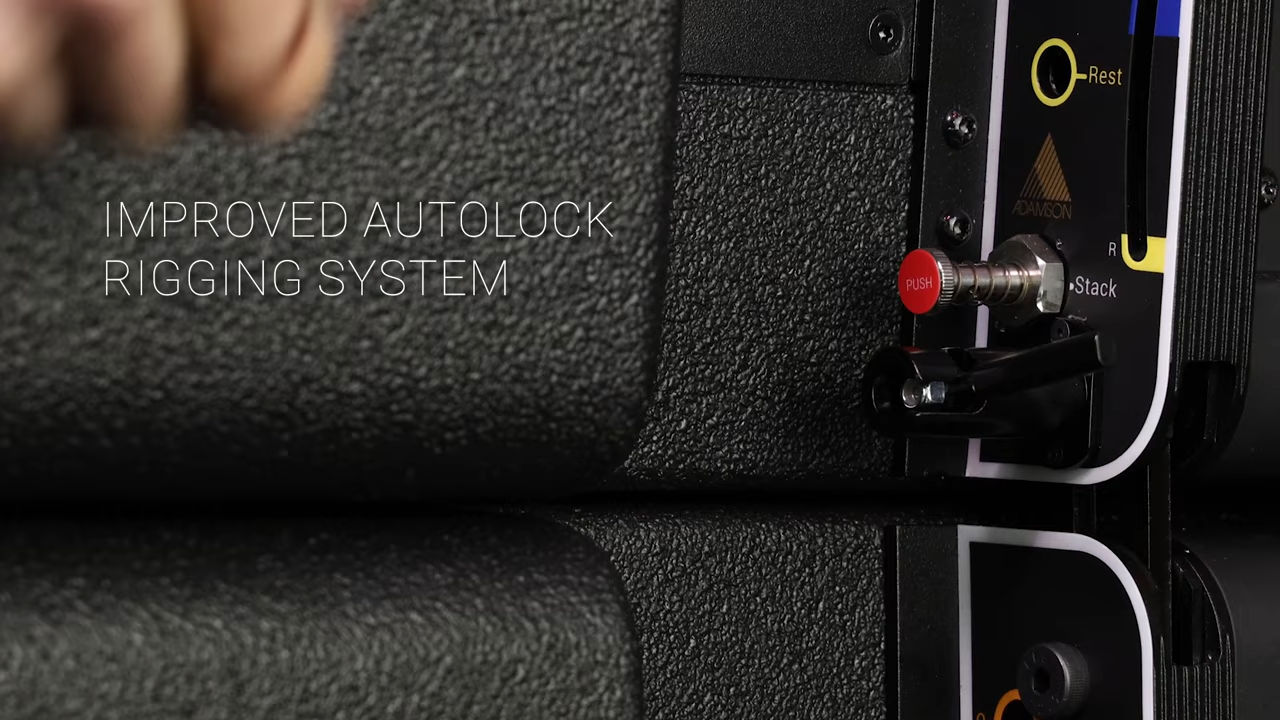 IMPROVED AUTOLOCK
RIGGING SYSTEM
Rest
ADAMSON
R
PUSH
Stack